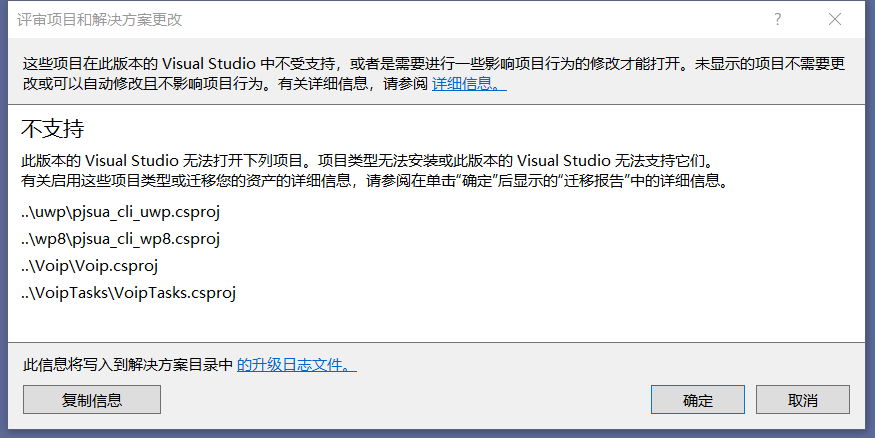 评审项目和解决方案更改
?
这些项目在此版本的 Visual Studio 中不受支持，或者是需要进行一些影响项目行为的修改才能打开。未显示的项目不需要更
改或可以自动修改且不影响项目行为。有关详细信息，请参阅 详细信息。
不支持
此版本的 Visual Studio 无法打开下列项目。项目类型无法安装或此版本的 Visual Studio 无法支持它们。
有关启用这些项目类型或迁移您的资产的详细信息，请参阅在单击“确定”后显示的“迁移报告”中的详细信息。
..\uwp\pjsua_cli_uwp.csproj
..\wp8\pjsua_cli_wp8.csproj
..\Voip\Voip.csproj
..\VoipTasks\VoipTasks.csproj
此信息将写入到解决方案目录中 的升级日志文件。
复制信息
确定
取消